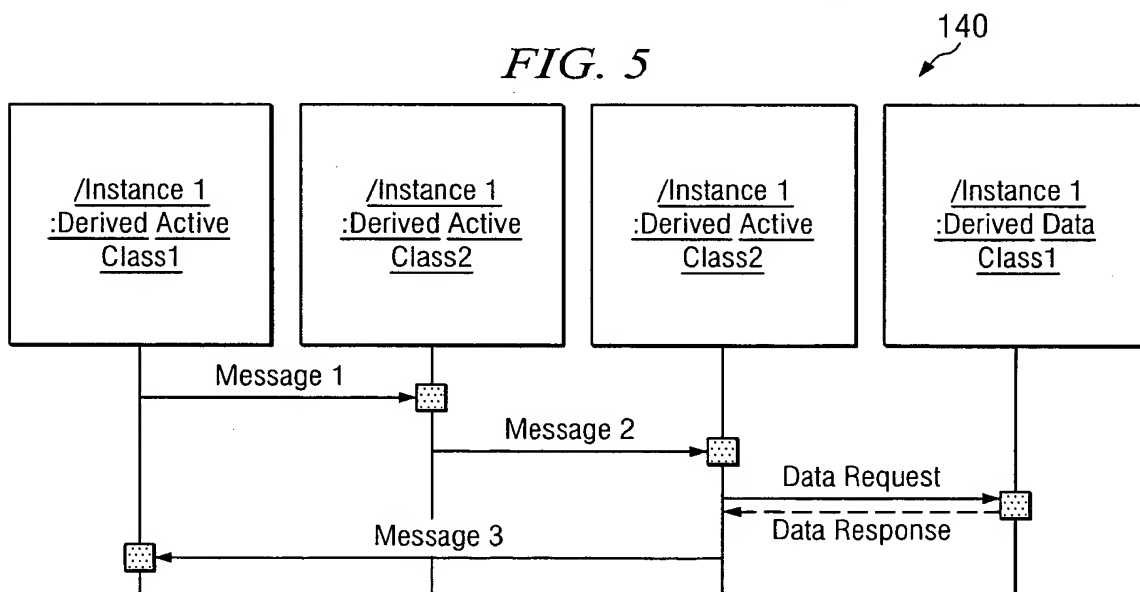 140
FIG. 5
/Instance 1
:Derived Active
Class1
/Instance 1
:Derived Active
Class2
/Instance 1
:Derived Active
Class2
/Instance 1
:Derived Data
Class1
Message 1
Message 2
Data Request
Data Response
Message 3